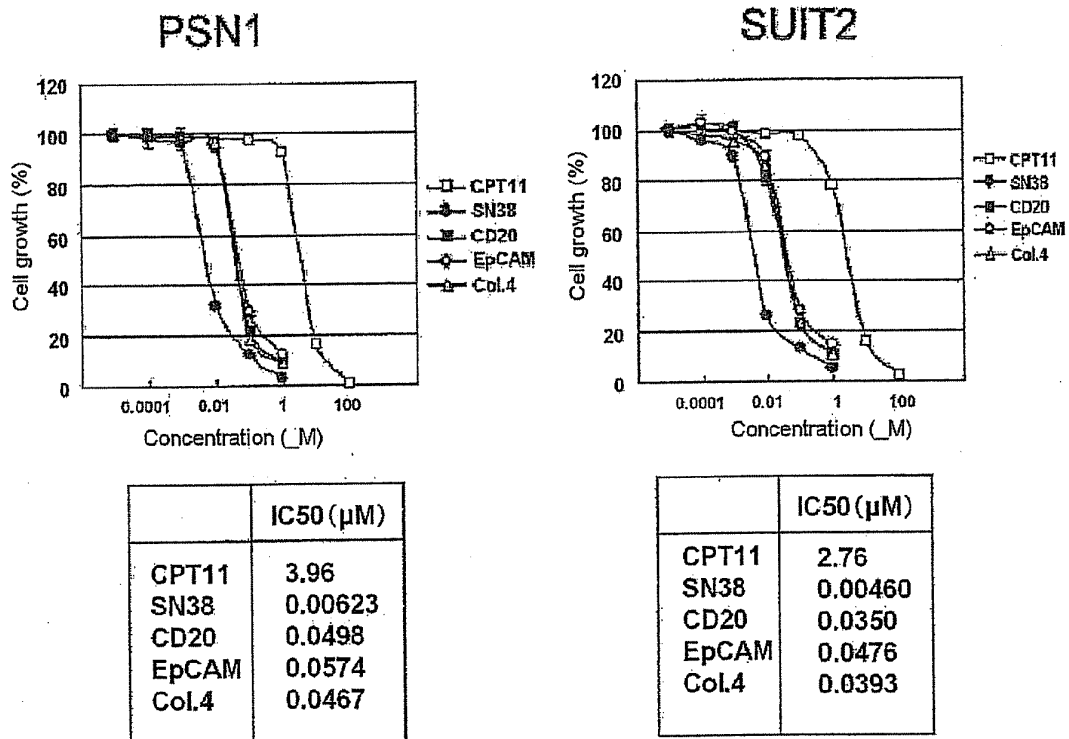 PSN1
120
100
80
60
40
20
0
Cell growth (%)
0.0001 0.01 1 100
Concentration (_M)
CPT11
SN38
CD20
EpCAM
Col.4
IC50 (µM)
CPT11 3.96
SN38 0.00623
CD20 0.0498
EpCAM 0.0574
Col.4 0.0467
SUIT2
120
100
80
60
40
20
0
Cell growth (%)
0.0001 0.01 1 100
Concentration (_M)
CPT11
SN38
CD20
EpCAM
Col.4
IC50 (µM)
CPT11 2.76
SN38 0.00460
CD20 0.0350
EpCAM 0.0476
Col.4 0.0393